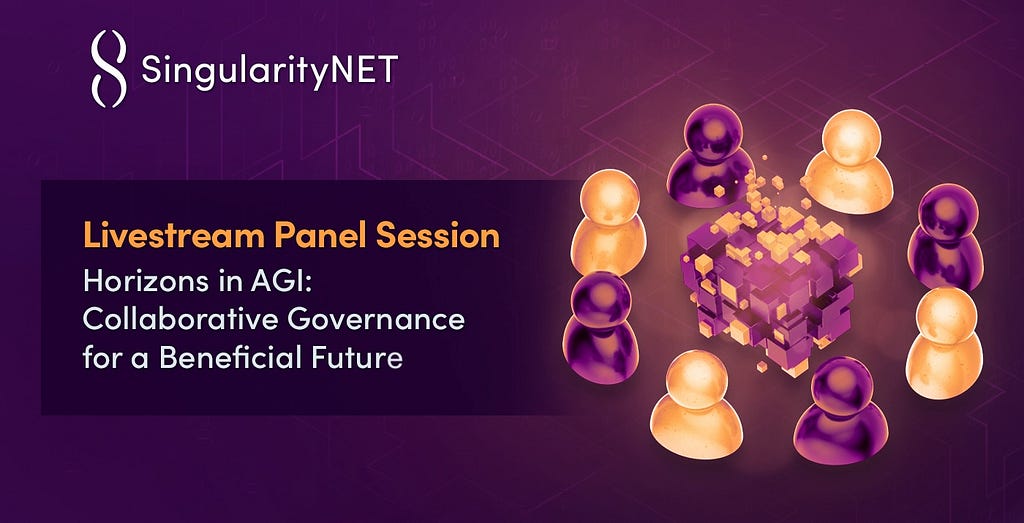 SingularityNET
Livestream Panel Session
Horizons in AGI:
Collaborative Governance
for a Beneficial Future